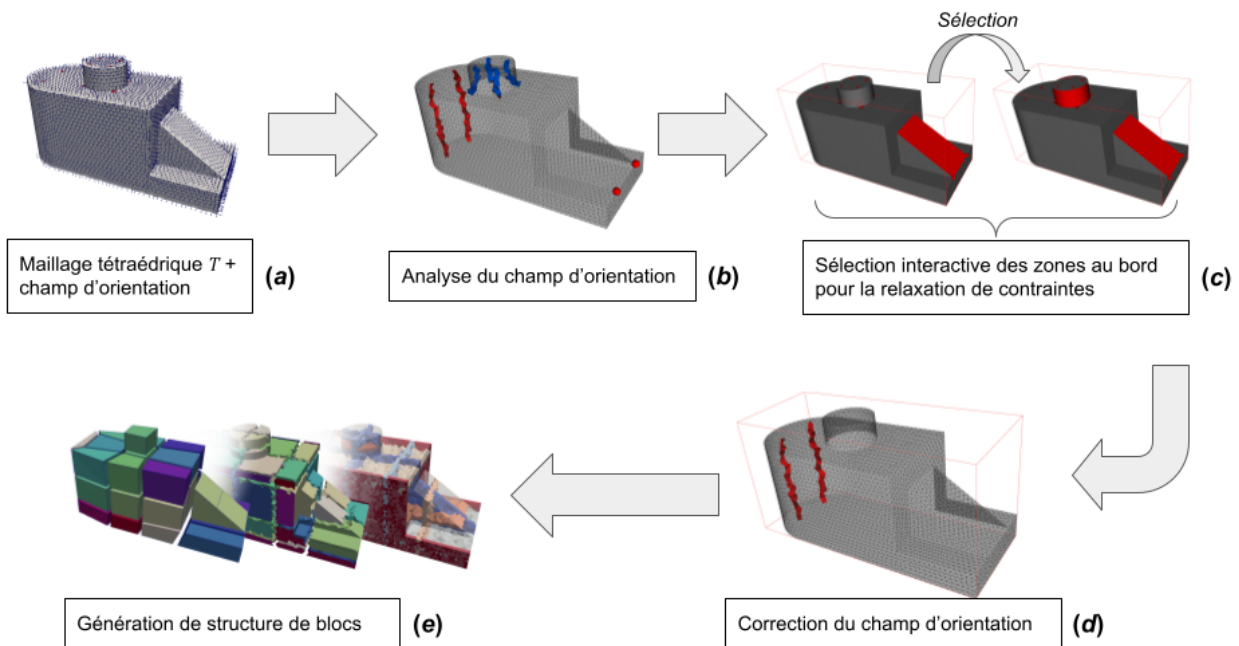 Sélection
Maillage tétraédrique T +
champ d'orientation
(a)
Analyse du champ d'orientation
(b)
Sélection interactive des zones au bord
pour la relaxation de contraintes
(c)
Génération de structure de blocs
(e)
Correction du champ d'orientation
(d)